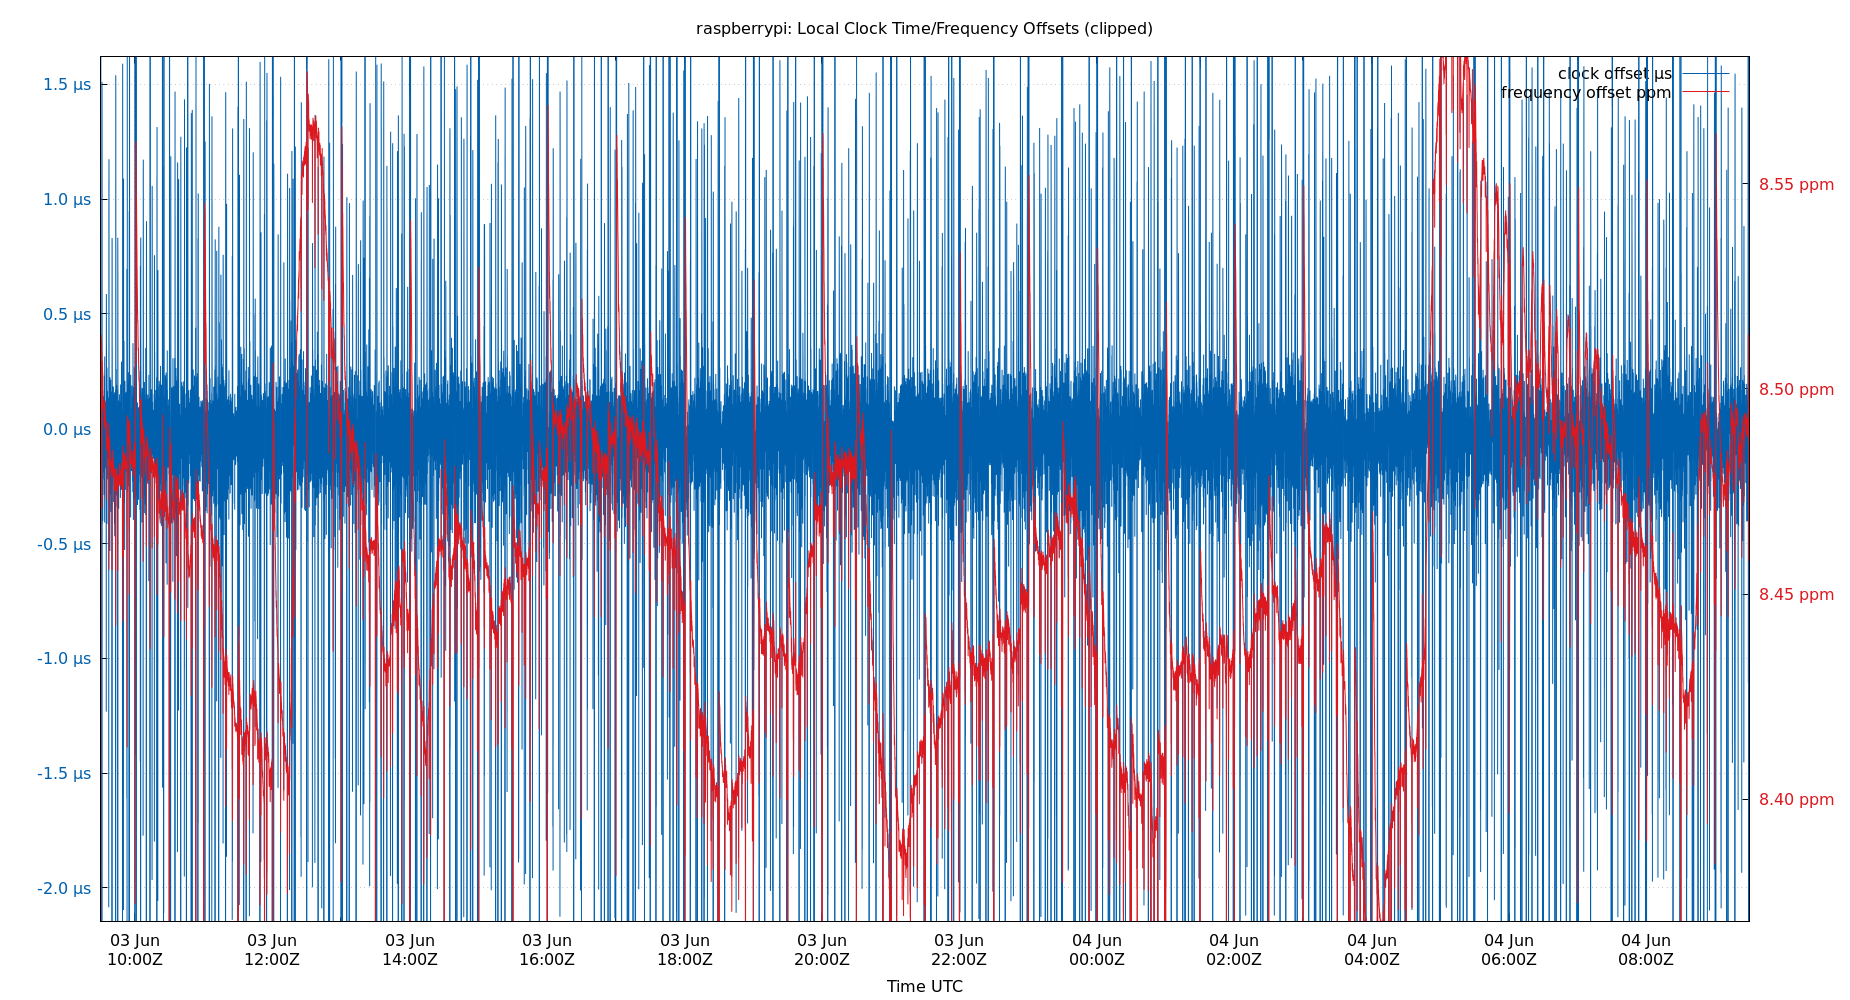 raspberrypi: Local Clock Time/Frequency Offsets (clipped)
clock offset µs
frequency offset ppm
1.5 µs
1.0 µs
0.5 µs
0.0 µs
-0.5 µs
-1.0 µs
-1.5 µs
-2.0 µs
8.55 ppm
8.50 ppm
8.45 ppm
8.40 ppm
03 Jun 03 Jun 03 Jun 03 Jun 03 Jun 03 Jun 03 Jun 04 Jun 04 Jun 04 Jun 04 Jun 04 Jun
10:00Z 12:00Z 14:00Z 16:00Z 18:00Z 20:00Z 22:00Z 00:00Z 02:00Z 04:00Z 06:00Z 08:00Z
Time UTC